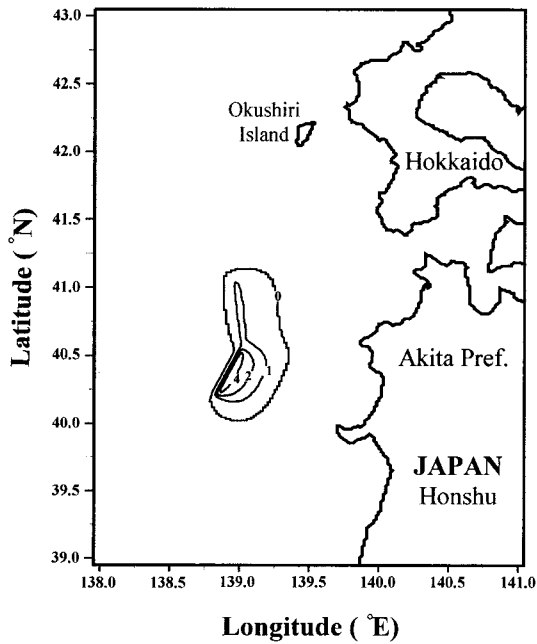 43.0
42.5
Okushiri
Island
42.0
Hokkaido
41.5
Latitude ( °N)
41.0
0
40.5
Akita Pref.
4 2 1
40.0
JAPAN
39.5
Honshu
39.0
138.0 138.5 139.0 139.5 140.0 140.5 141.0
Longitude ( °E)